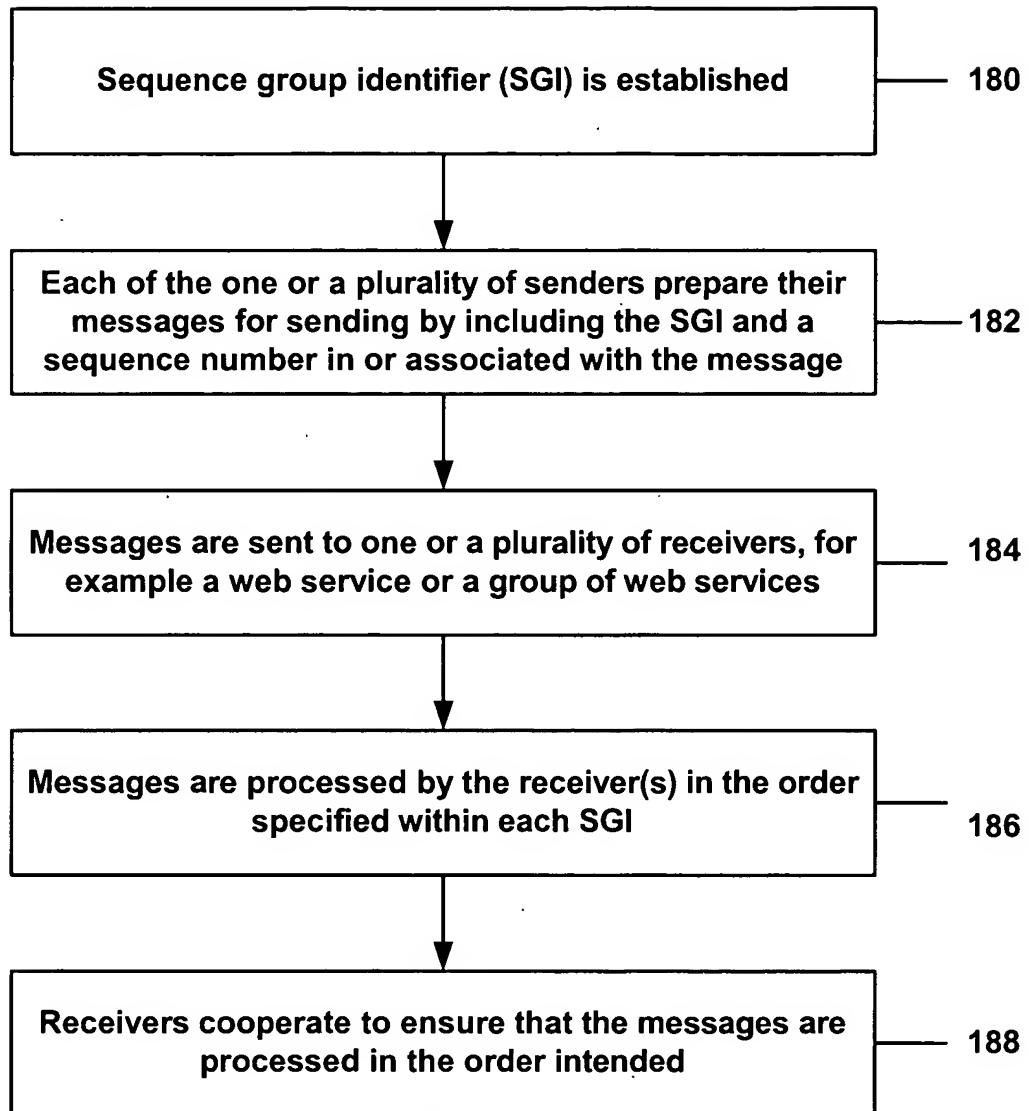 Sequence group identifier (SGI) is established
180
Each of the one or a plurality of senders prepare their
messages for sending by including the SGI and a
sequence number in or associated with the message
182
Messages are sent to one or a plurality of receivers, for
example a web service or a group of web services
184
Messages are processed by the receiver(s) in the order
specified within each SGI
186
Receivers cooperate to ensure that the messages are
processed in the order intended
188